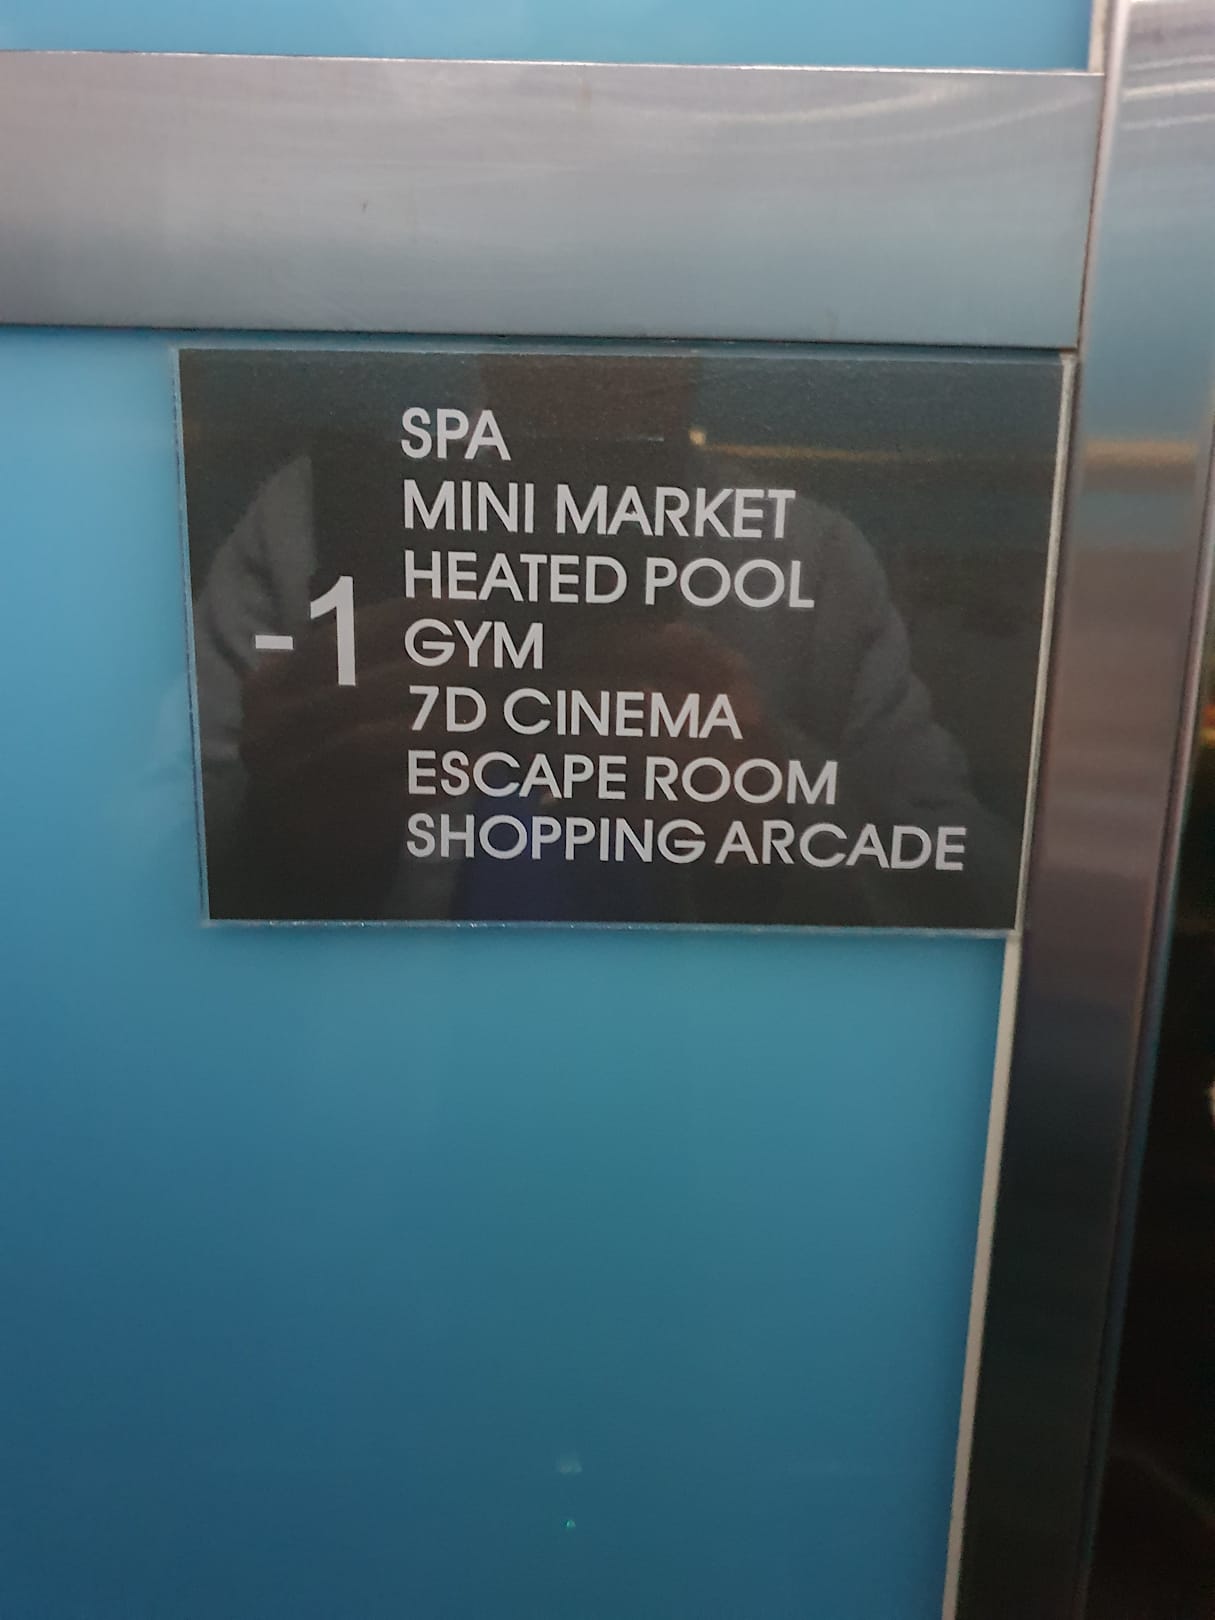 SPA
MINI MARKET
HEATED POOL
-1
GYM
7D CINEMA
ESCAPE ROOM
SHOPPING ARCADE